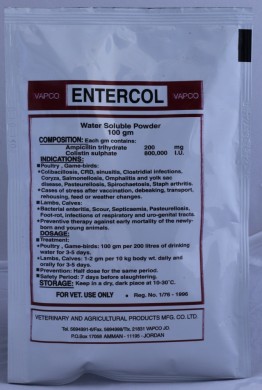 VAPCO ENTERCOL VAPCO
Water Soluble Powder
100 gm
COMPOSITION: Each gm contains:
Ampicillin trihydrate 200 mg
Colistin sulphate 800,000 I.U.
INDICATIONS:
●Poultry , Game-birds:
●Colibacillosis, CRD, sinusitis, Clostridial infections,
Coryza, Salmonellosis, Omphalitis and yolk sac
disease, Pasteurellosis, Spirochaetosis, Staph arthritis.
●Cases of stress after vaccination, debeaking, transport,
rehousing, feed or weather changes.
●Lambs, Calves:
●Bacterial enteritis, Scour, Septicaemia, Pasteurellosis,
Foot-rot, infections of respiratory and uro-genital tracts.
●Preventive therapy against early mortality of the newly-
born and young animals.
DOSAGE:
●Treatment:
●Poultry , Game-birds: 100 gm per 200 litres of drinking
water for 3-5 days.
●Lambs, Calves: 1-2 gm per 10 kg body wt. daily and
orally for 3-5 days.
●Prevention: Half dose for the same period.
●Safety Period: 7 days before slaughtering.
STORAGE: Keep in a dry, dark place at 10-30˚C.
FOR VET. USE ONLY ● Reg. No. 1/76 - 1996
VETERINARY AND AGRICULTURAL PRODUCTS MFG. CO. LTD.
VAPCO JD
P.O.Box 17058 AMMAN - 11195 - JORDAN